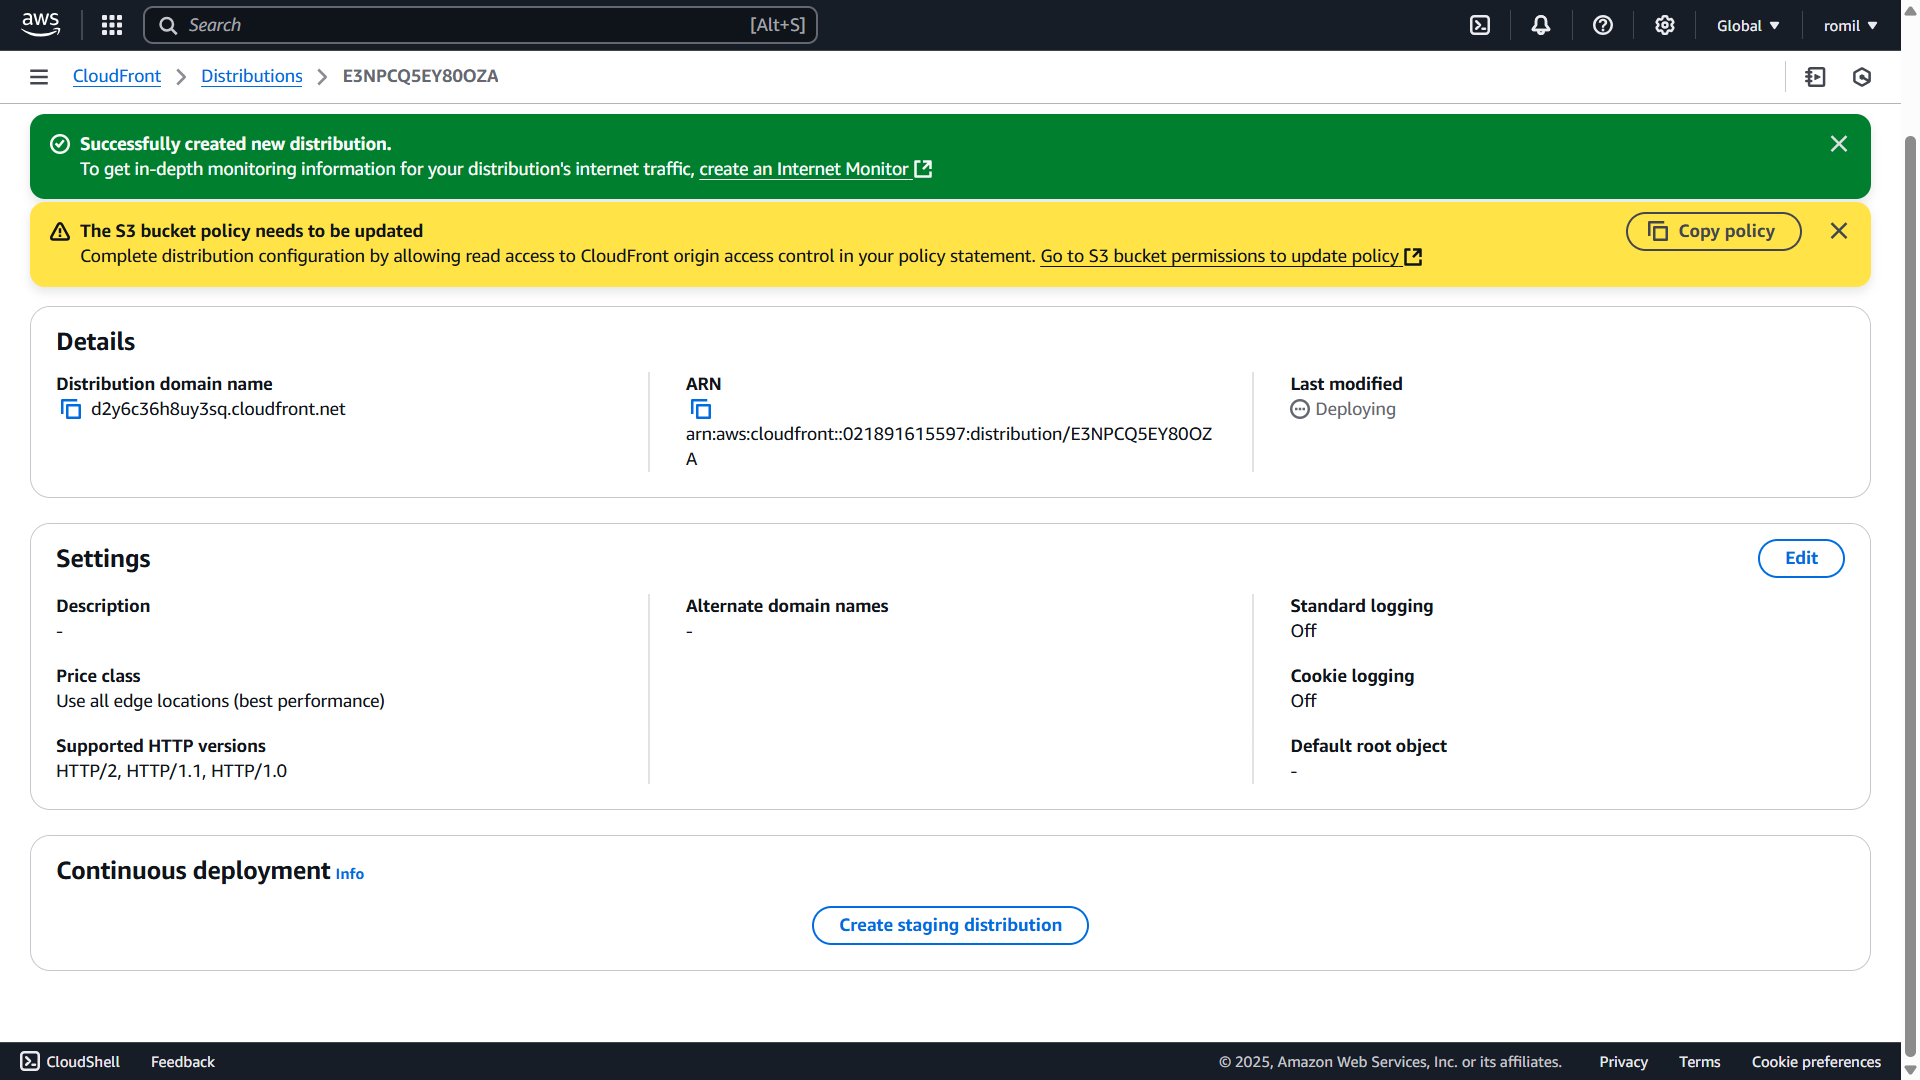 aws
Search [Alt+S]
Global
romil
CloudFront
Distributions
E3NPCQ5EY80OZA
Successfully created new distribution.
To get in-depth monitoring information for your distribution's internet traffic, create an Internet Monitor
The S3 bucket policy needs to be updated
Complete distribution configuration by allowing read access to CloudFront origin access control in your policy statement. Go to S3 bucket permissions to update policy
Copy policy
Details
Distribution domain name
d2y6c36h8uy3sq.cloudfront.net
ARN
arn:aws:cloudfront::021891615597:distribution/E3NPCQ5EY80OZ
A
Last modified
Deploying
Settings
Edit
Description
-
Price class
Use all edge locations (best performance)
Supported HTTP versions
HTTP/2, HTTP/1.1, HTTP/1.0
Alternate domain names
-
Standard logging
Off
Cookie logging
Off
Default root object
-
Continuous deployment Info
Create staging distribution
CloudShell
Feedback
© 2025, Amazon Web Services, Inc. or its affiliates.
Privacy
Terms
Cookie preferences